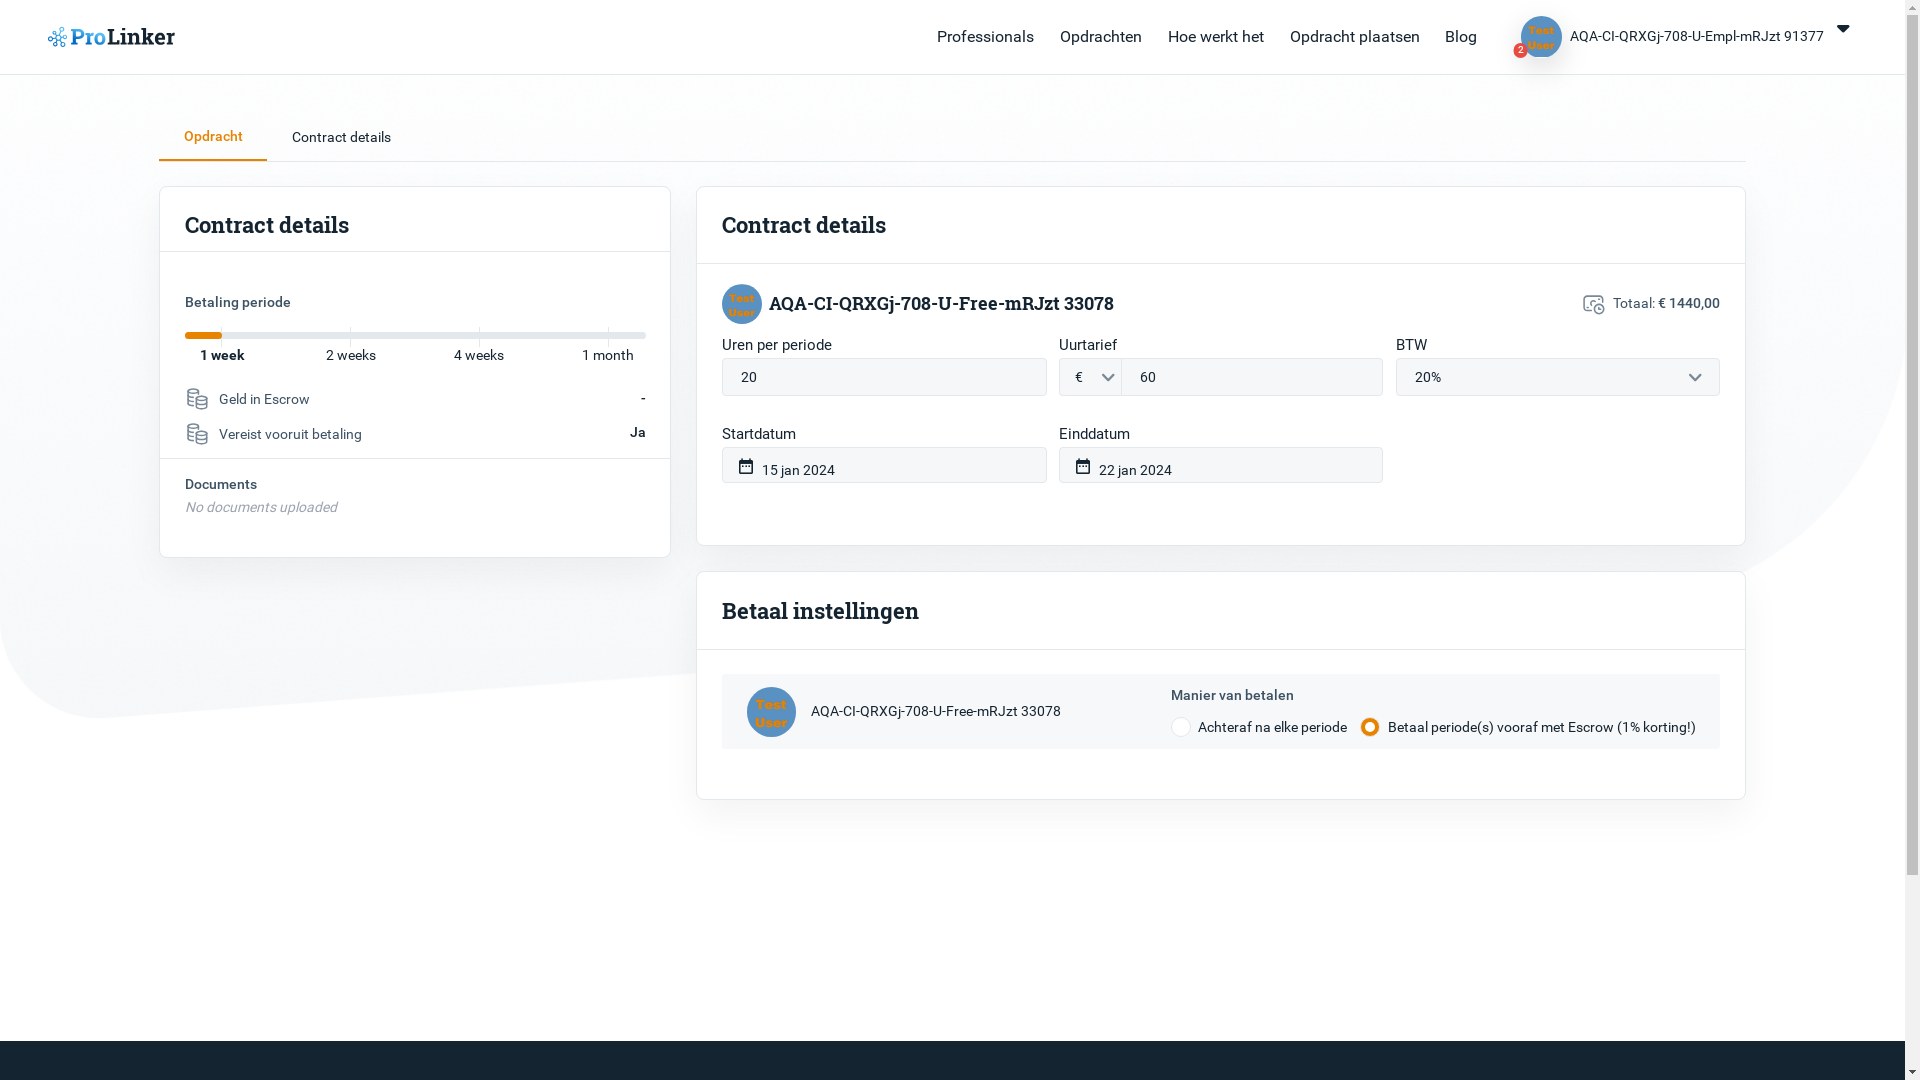 ProLinker
Professionals
Opdrachten
Hoe werkt het
Opdracht plaatsen
Blog
Test
User
2
AQA-CI-QRXGj-708-U-Empl-mRJzt 91377
Opdracht
Contract details
Contract details
Betaling periode
1 week
2 weeks
4 weeks
1 month
Geld in Escrow
-
Vereist vooruit betaling
Ja
Documents
No documents uploaded
Contract details
Test
User
AQA-CI-QRXGj-708-U-Free-mRJzt 33078
Totaal: € 1440,00
Uren per periode
Uurtarief
BTW
20
€
60
20%
Startdatum
Einddatum
15 jan 2024
22 jan 2024
Betaal instellingen
Test
User
AQA-CI-QRXGj-708-U-Free-mRJzt 33078
Manier van betalen
Achteraf na elke periode
Betaal periode(s) vooraf met Escrow (1% korting!)